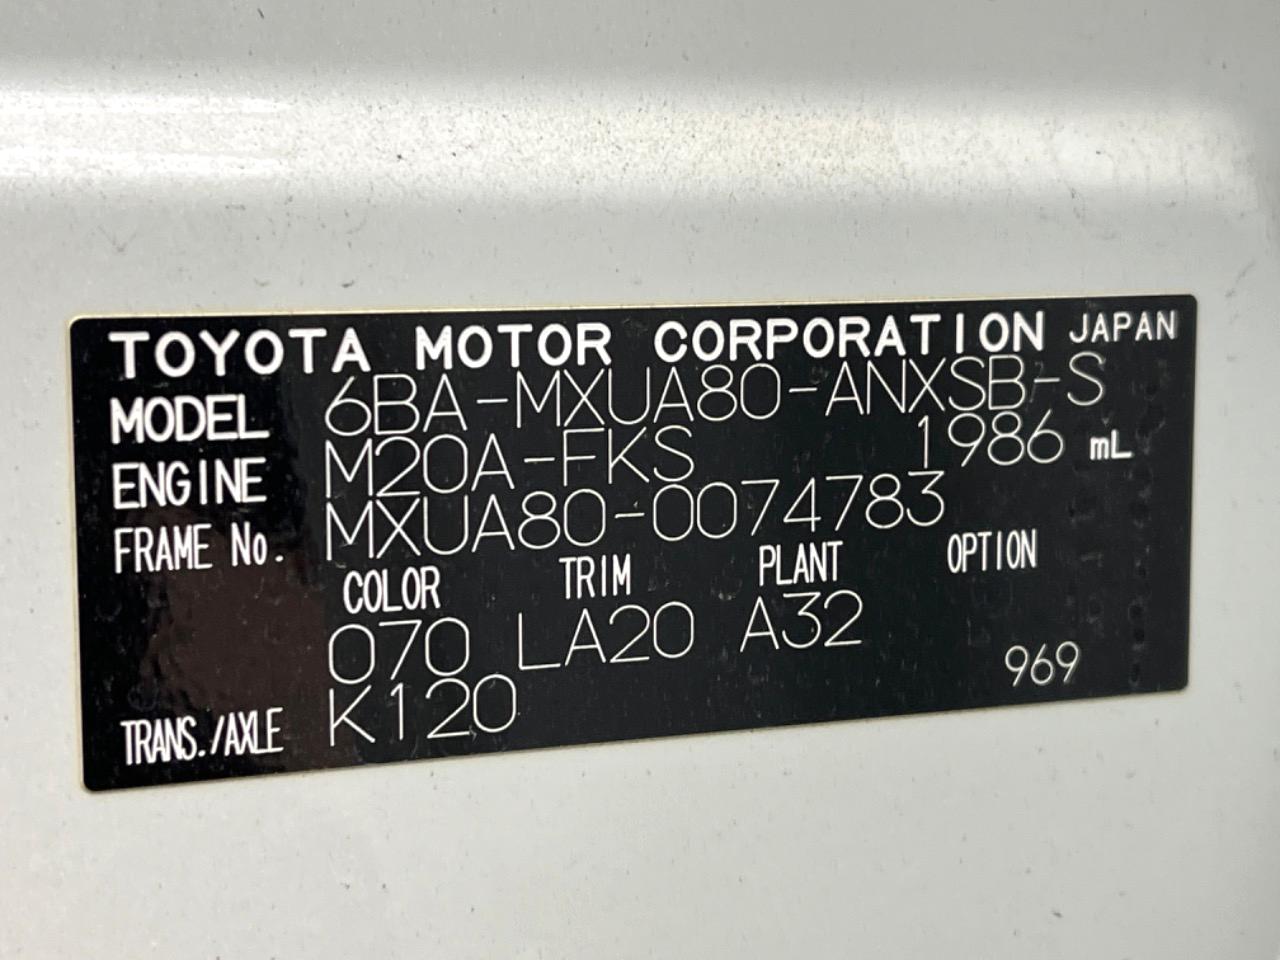 TOYOTA MOTOR CORPORATION JAPAN
MODEL 6BA-MXUA80-ANXSB-S
ENGINE M20A-FKS 1986 mL
FRAME No. MXUA80-0074783
COLOR TRIM PLANT OPTION
070 LA20 A32
969
TRANS./AXLE K120